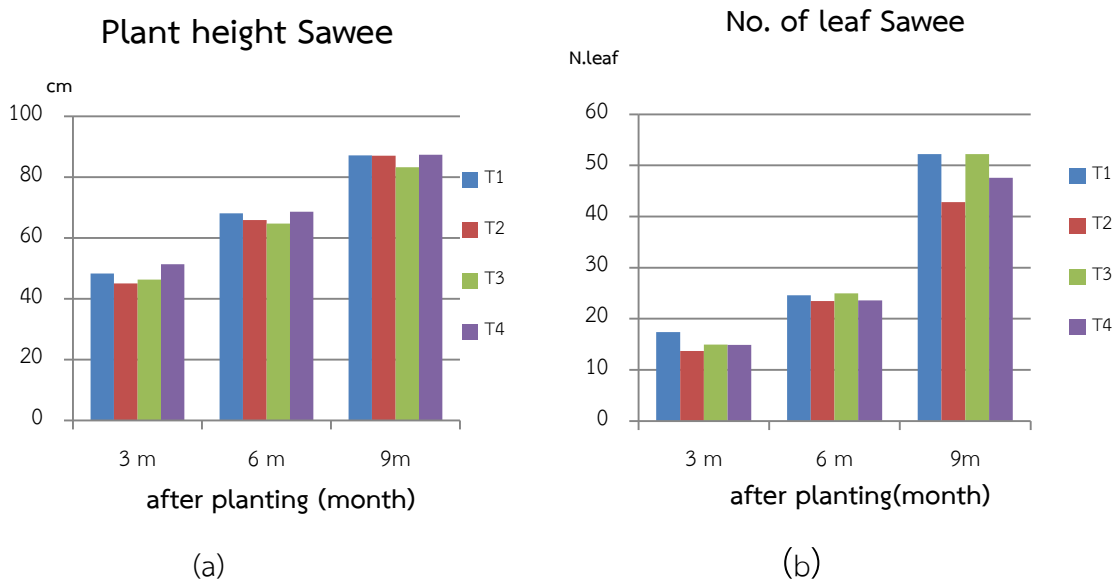 Plant height Sawee
cm
100
80
60
40
20
0
3 m 6 m 9m
after planting (month)
T1
T2
T3
T4
(a)
No. of leaf Sawee
N.leaf
60
50
40
30
20
10
0
3 m 6 m 9m
after planting(month)
T1
T2
T3
T4
(b)